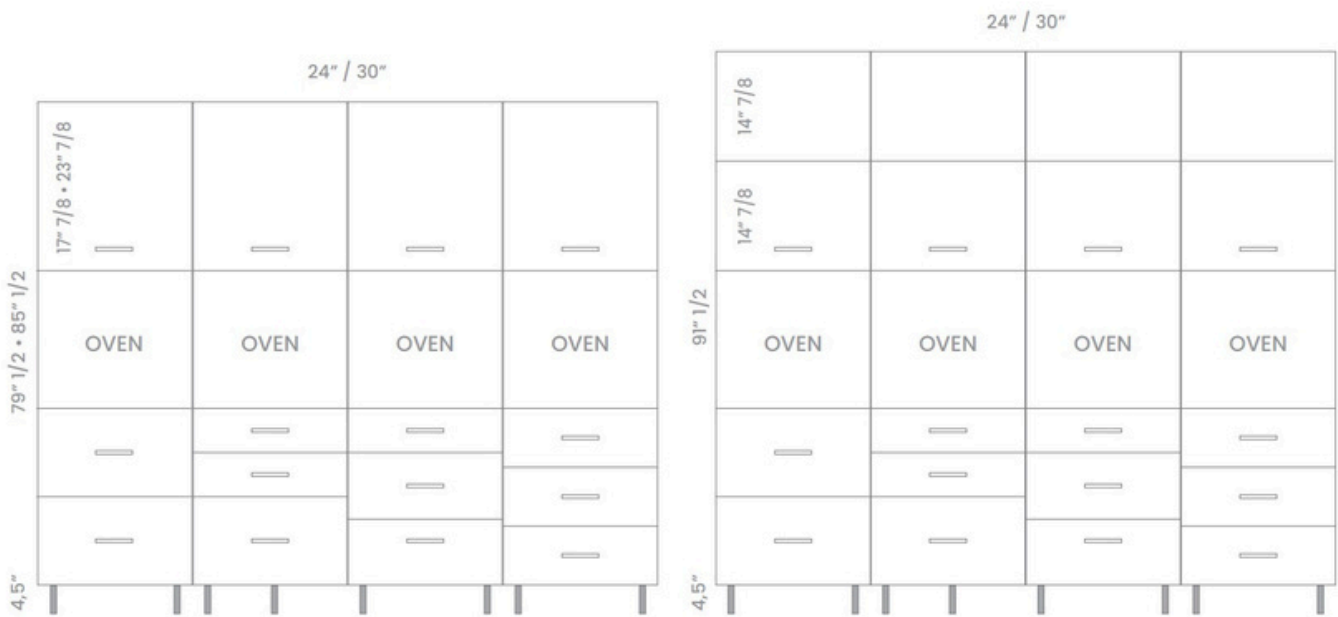 24” / 30”
17” 7/8 • 23” 7/8
79” 1/2 • 85” 1/2
OVEN OVEN OVEN OVEN
4,5”
24” / 30”
14” 7/8
14” 7/8
91” 1/2
OVEN OVEN OVEN OVEN
4,5”